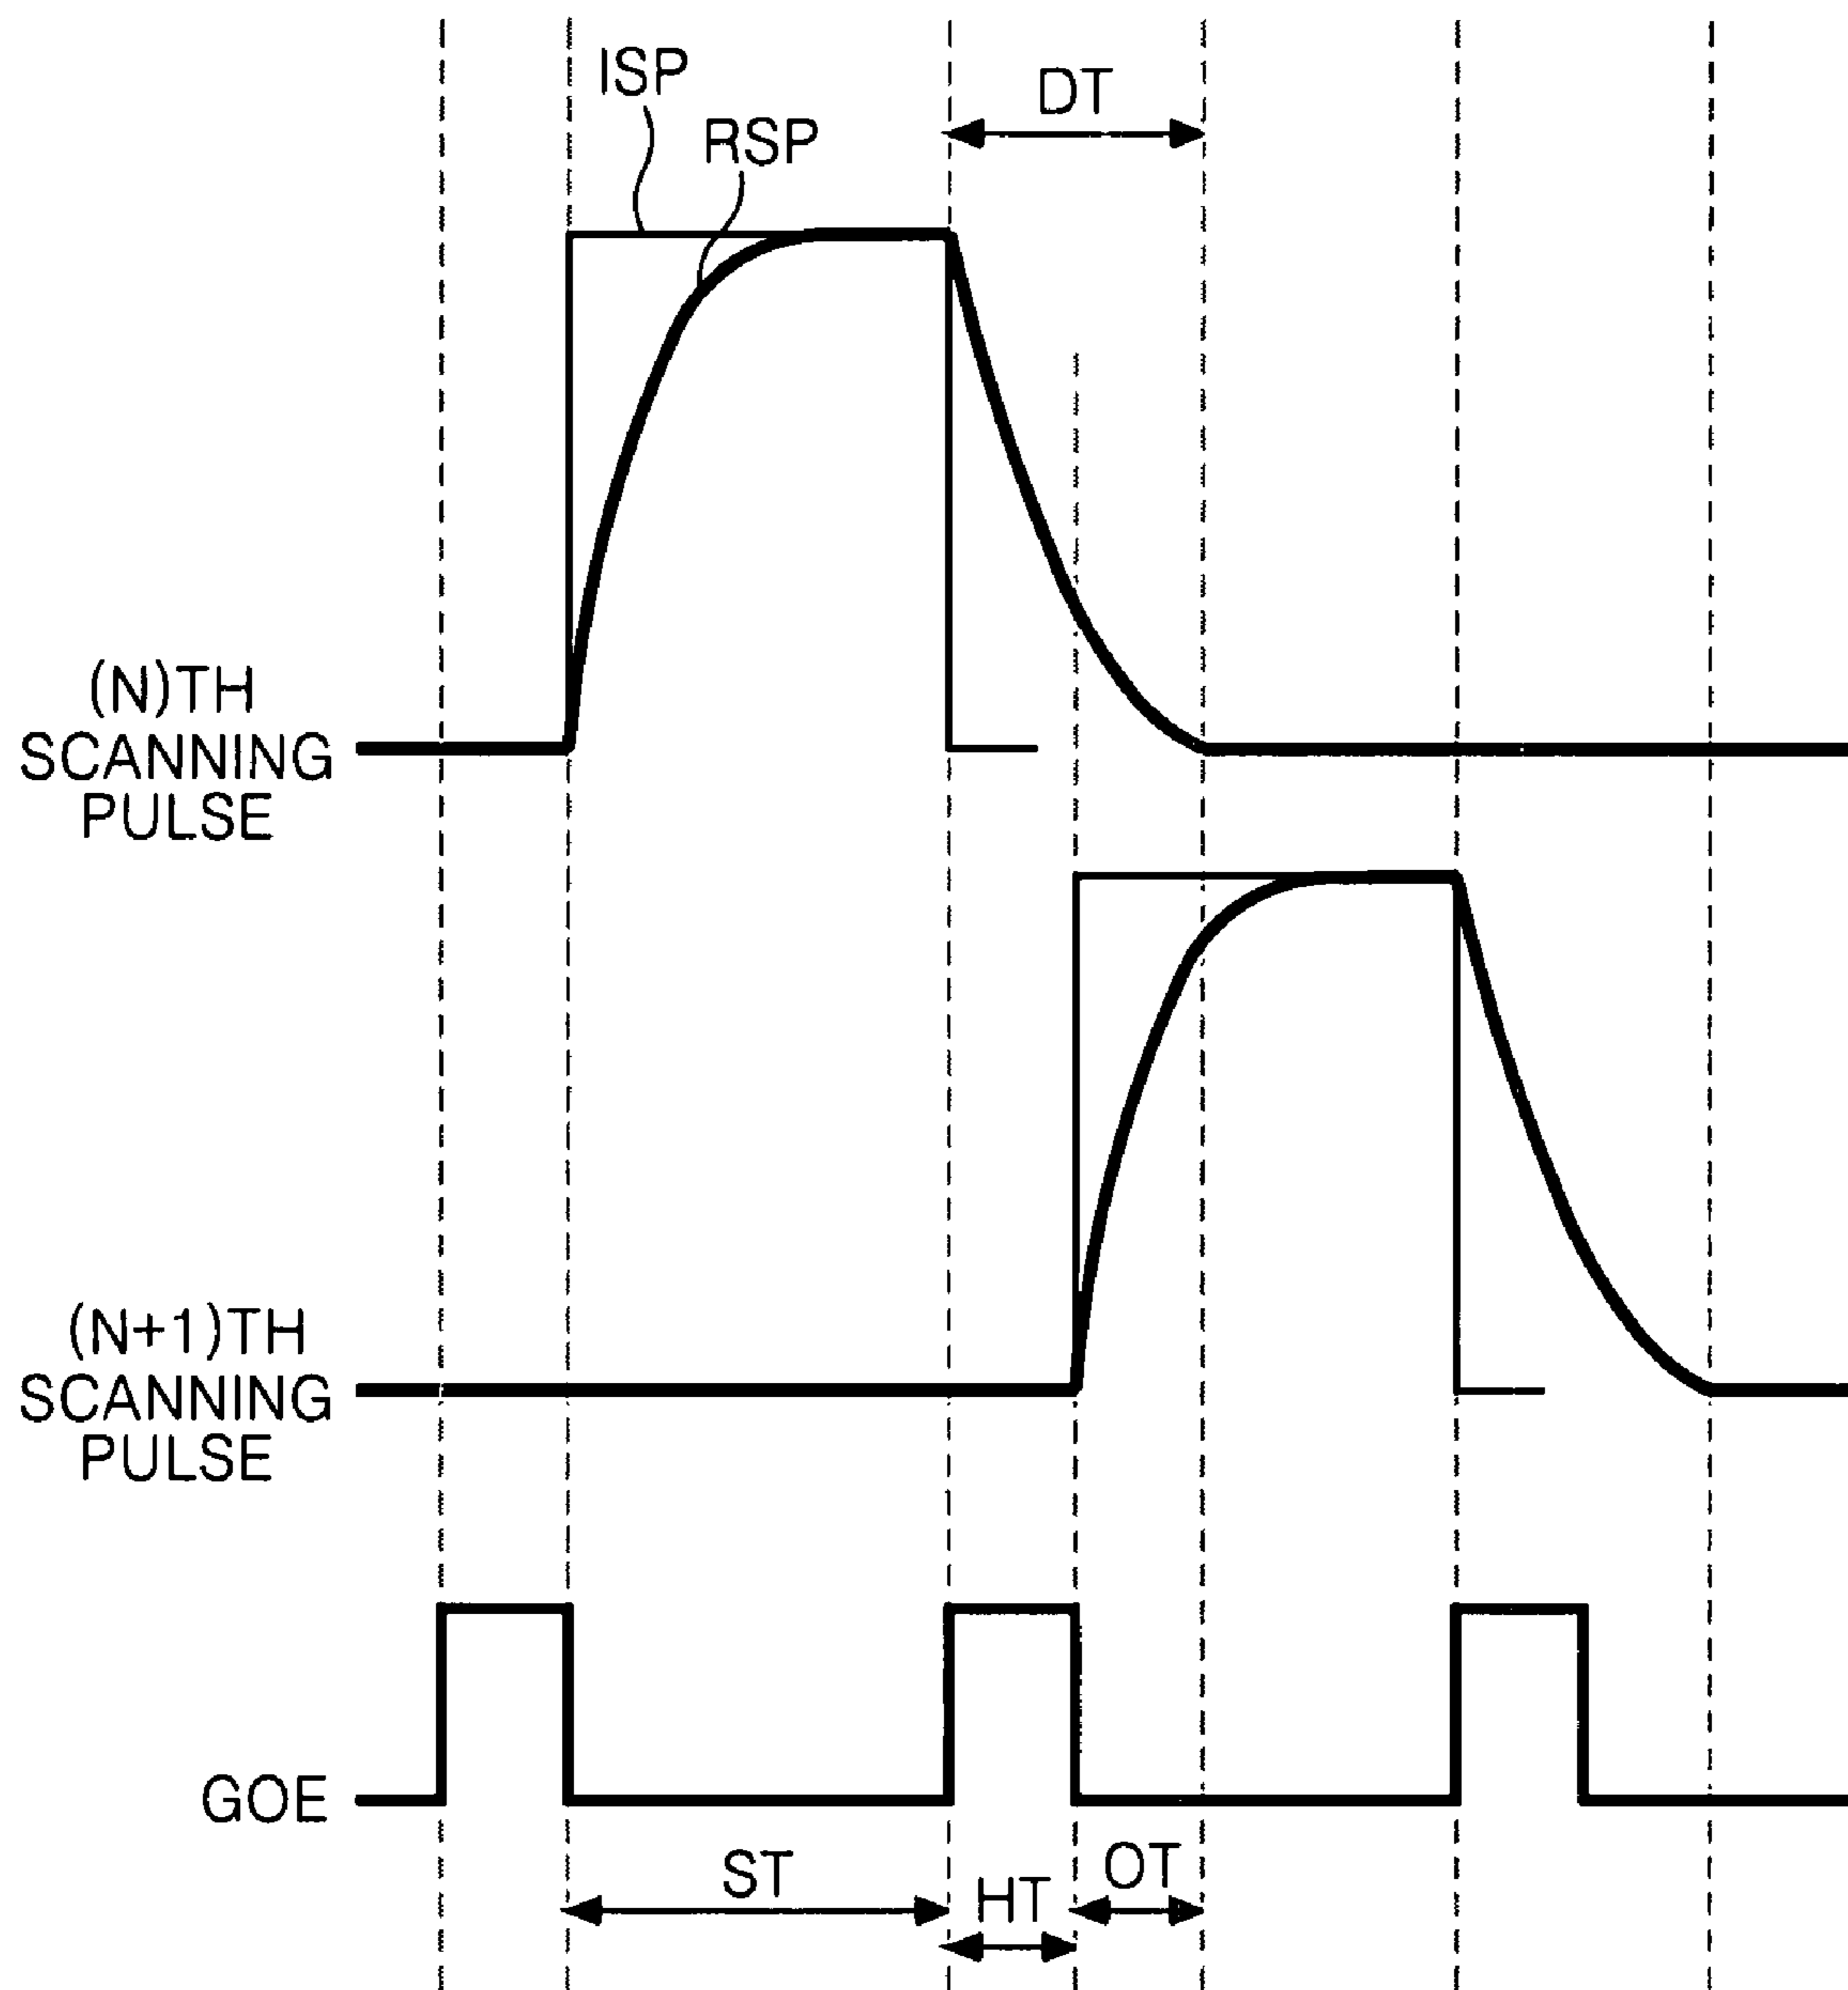 ISP
RSP
DT
(N)TH
SCANNING
PULSE
(N+1)TH
SCANNING
PULSE
GOE
ST
HT
OT